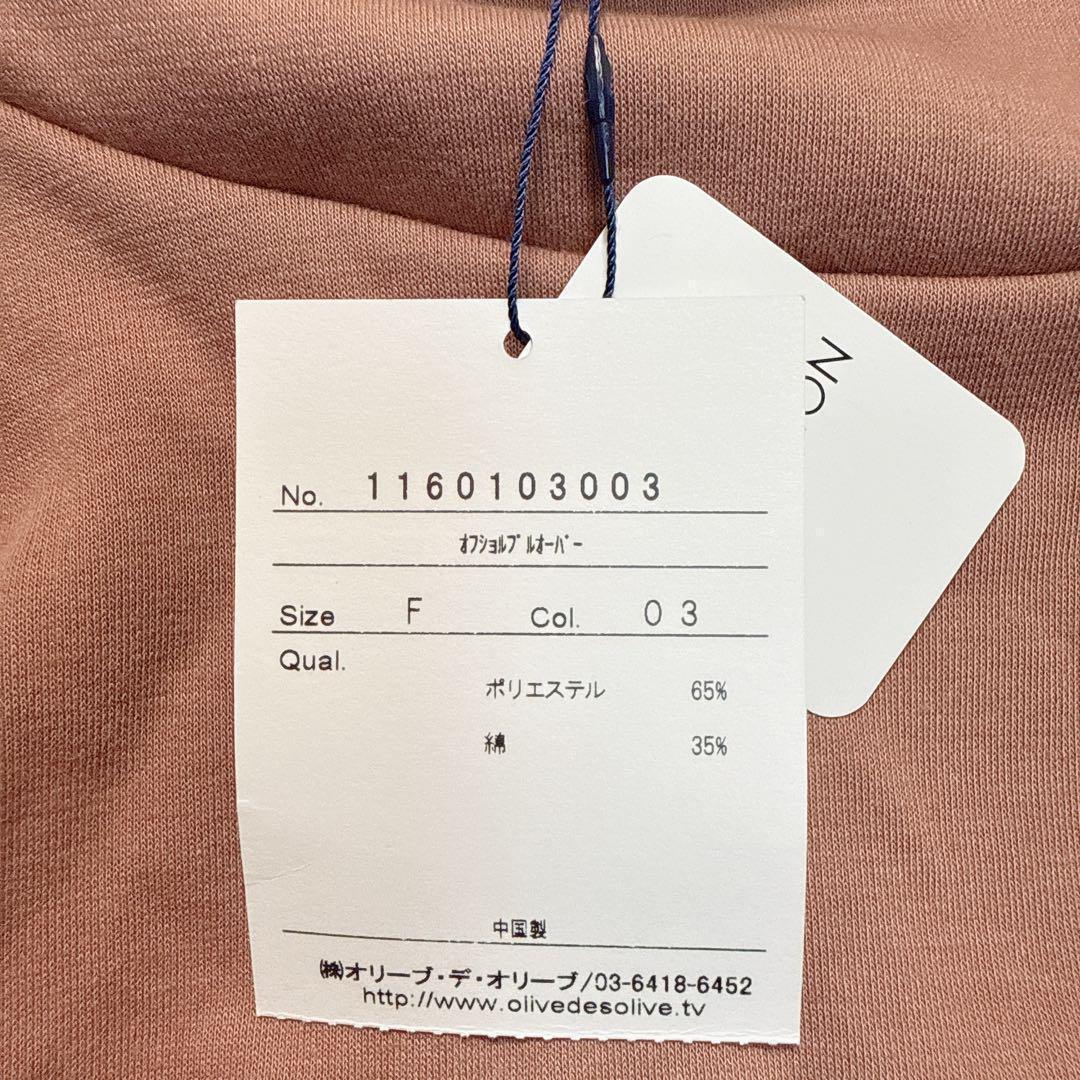 ON
No. 1160103003
ｵﾌｼｮﾙﾌﾟﾙｵｰﾊﾞｰ
Size F Col. 03
Qual.
ポリエステル 65%
綿 35%
中国製
㈱オリーブ・デ・オリーブ/03-6418-6452
http://www.olivedesolive.tv